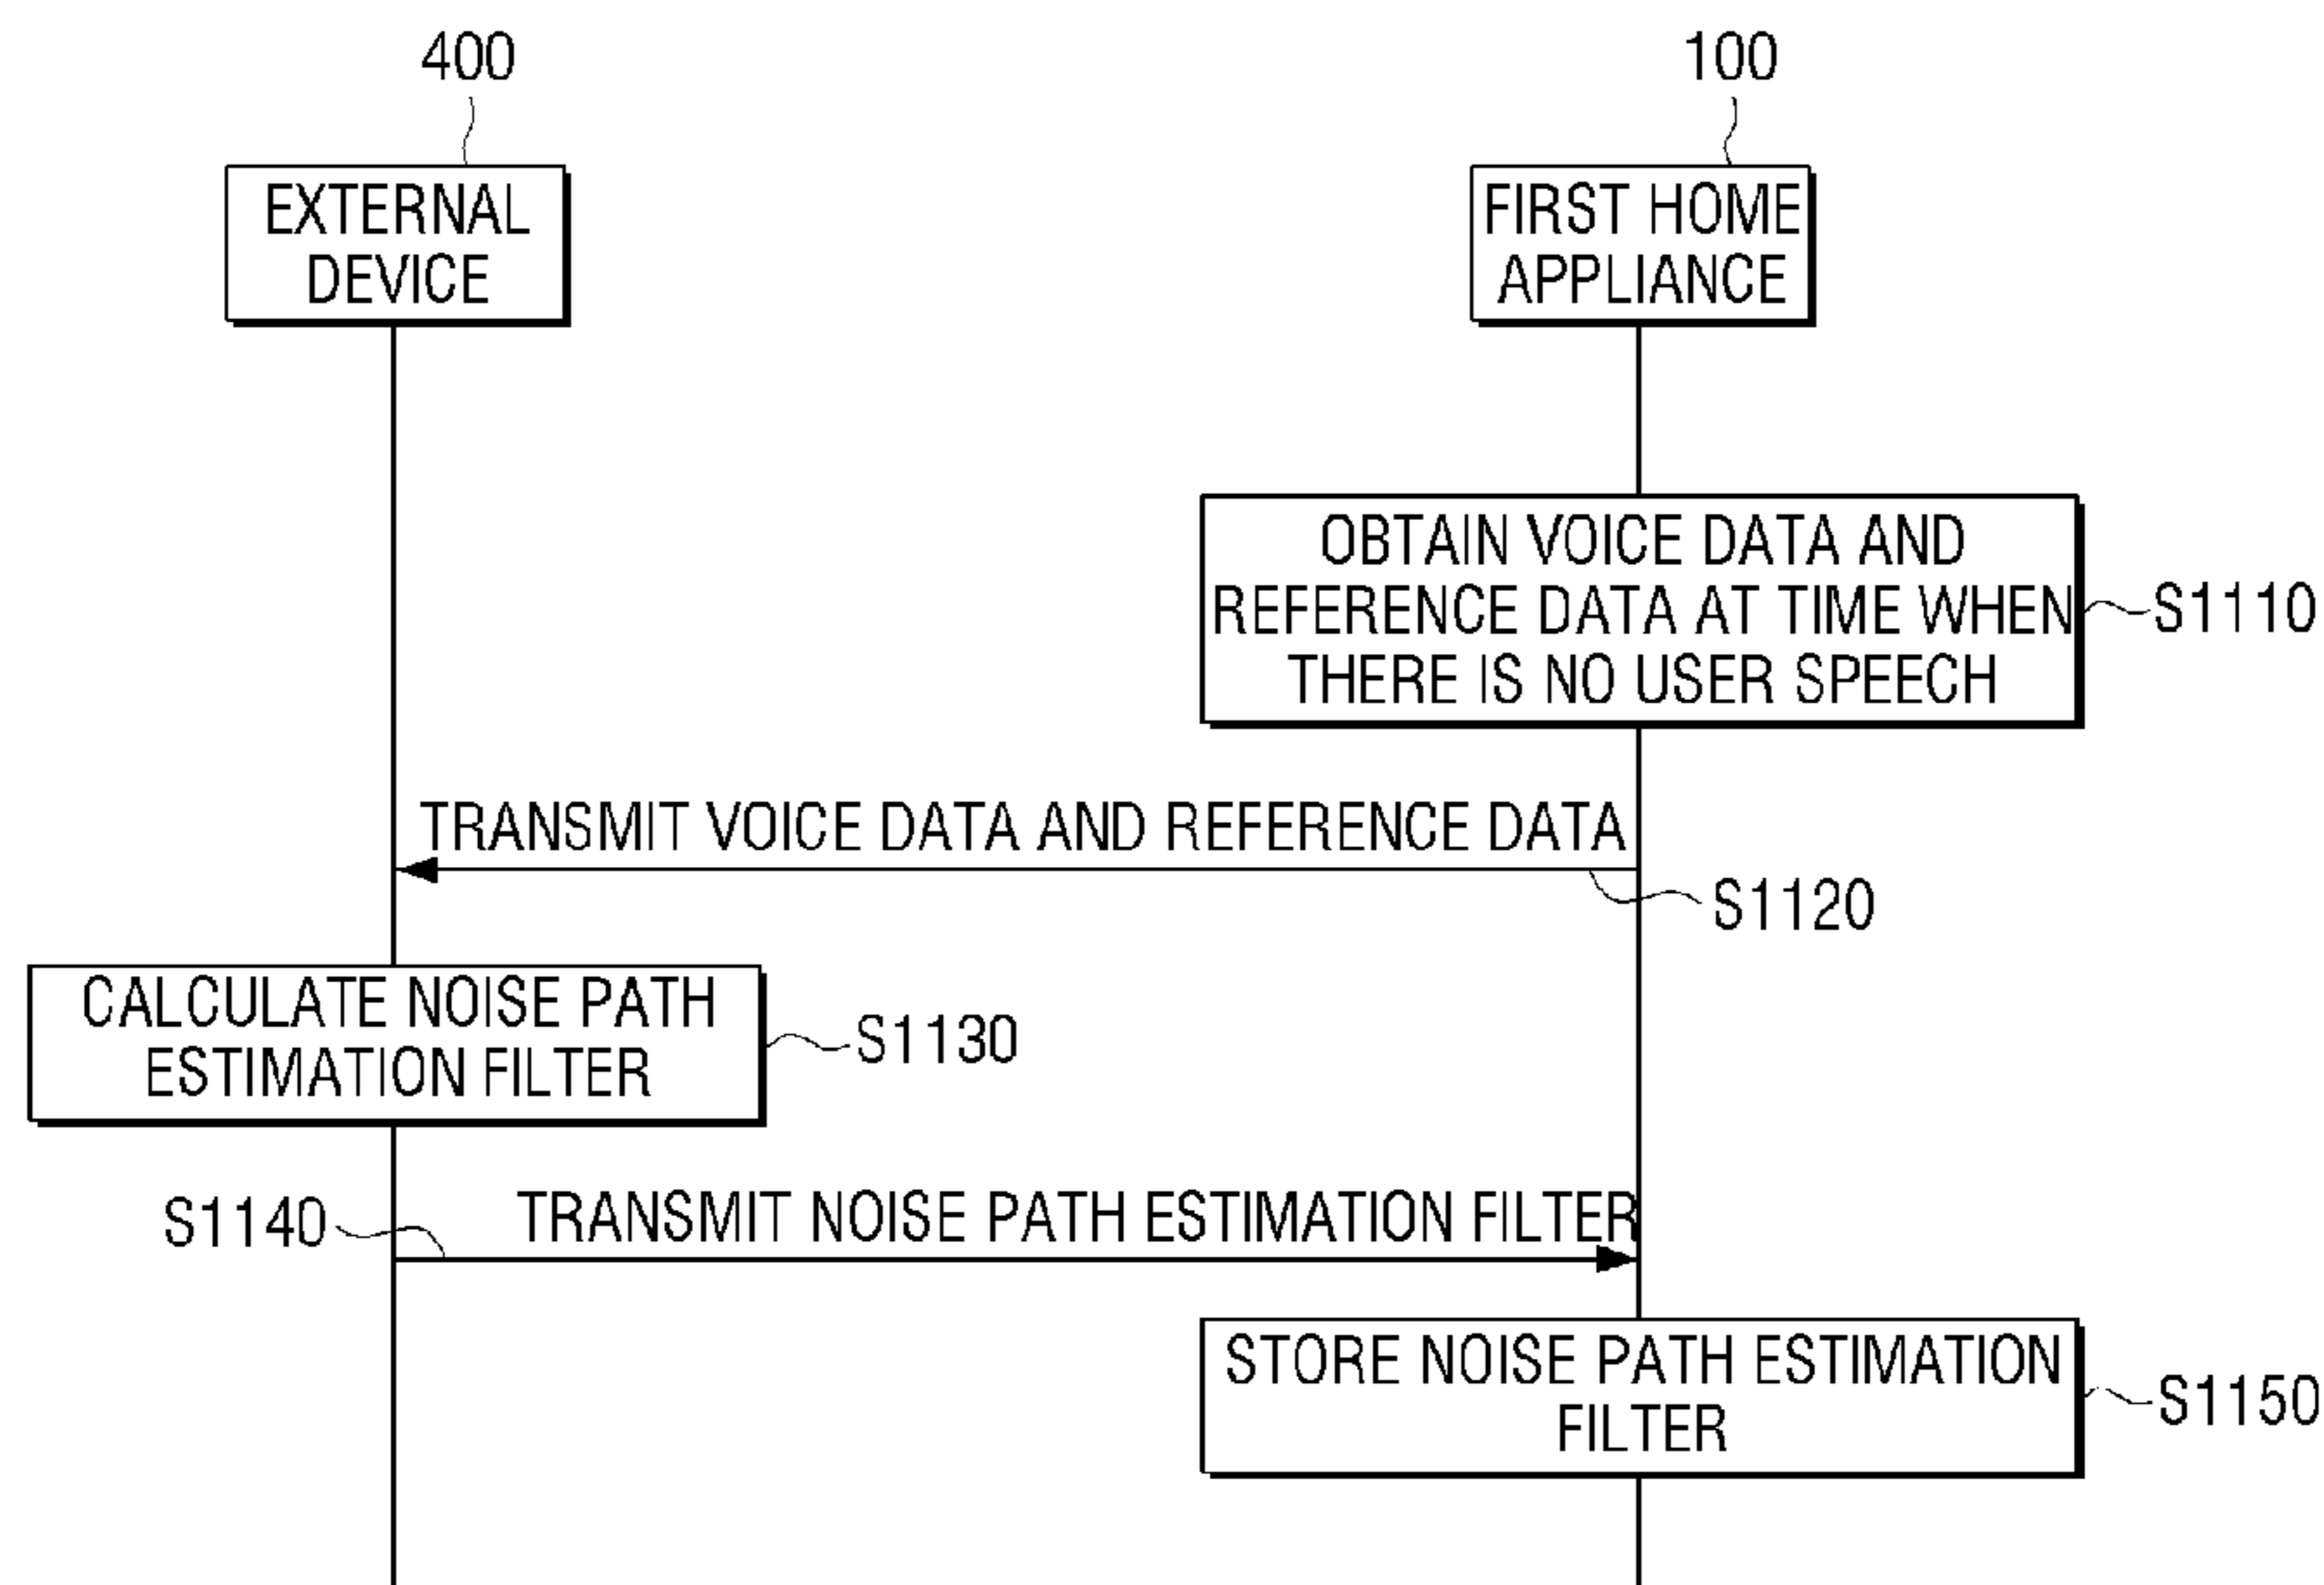 400
100
EXTERNAL
DEVICE
FIRST HOME
APPLIANCE
OBTAIN VOICE DATA AND
REFERENCE DATA AT TIME WHEN
THERE IS NO USER SPEECH
S1110
TRANSMIT VOICE DATA AND REFERENCE DATA
S1120
CALCULATE NOISE PATH
ESTIMATION FILTER
S1130
S1140
TRANSMIT NOISE PATH ESTIMATION FILTER
STORE NOISE PATH ESTIMATION
FILTER
S1150